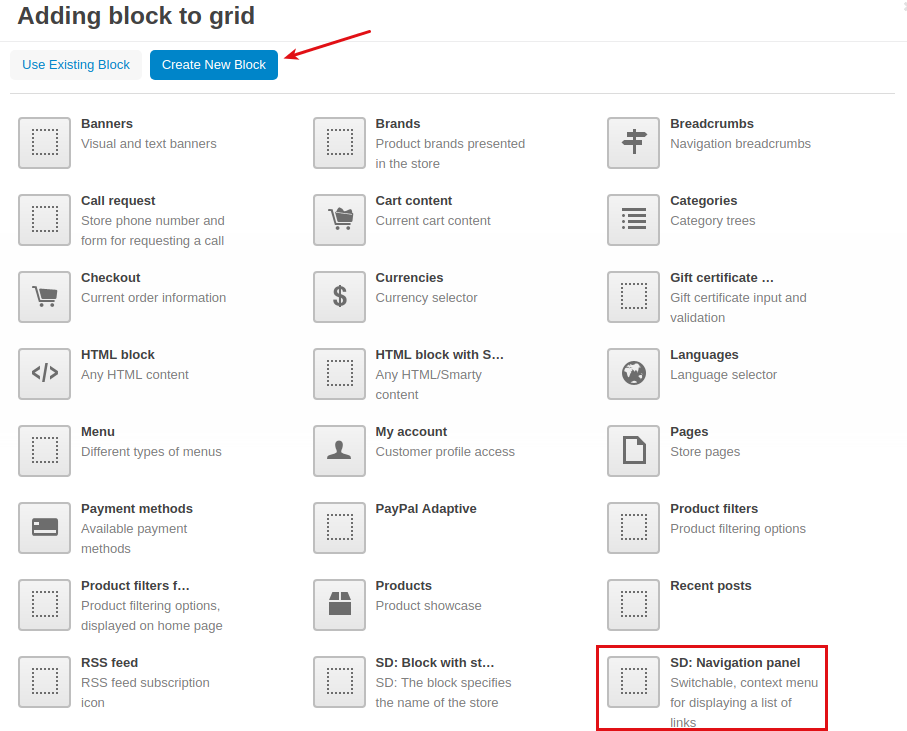 Adding block to grid
Use Existing Block
Create New Block
Banners
Visual and text banners
Brands
Product brands presented
in the store
Breadcrumbs
Navigation breadcrumbs
Call request
Store phone number and
form for requesting a call
Cart content
Current cart content
Categories
Category trees
Checkout
Current order information
Currencies
Currency selector
Gift certificate ...
Gift certificate input and
validation
HTML block
Any HTML content
HTML block with S...
Any HTML/Smarty
content
Languages
Language selector
Menu
Different types of menus
My account
Customer profile access
Pages
Store pages
Payment methods
Available payment
methods
PayPal Adaptive
Product filters
Product filtering options
Product filters f...
Product filtering options,
displayed on home page
Products
Product showcase
Recent posts
RSS feed
RSS feed subscription
icon
SD: Block with st...
SD: The block specifies
the name of the store
SD: Navigation panel
Switchable, context menu
for displaying a list of
links